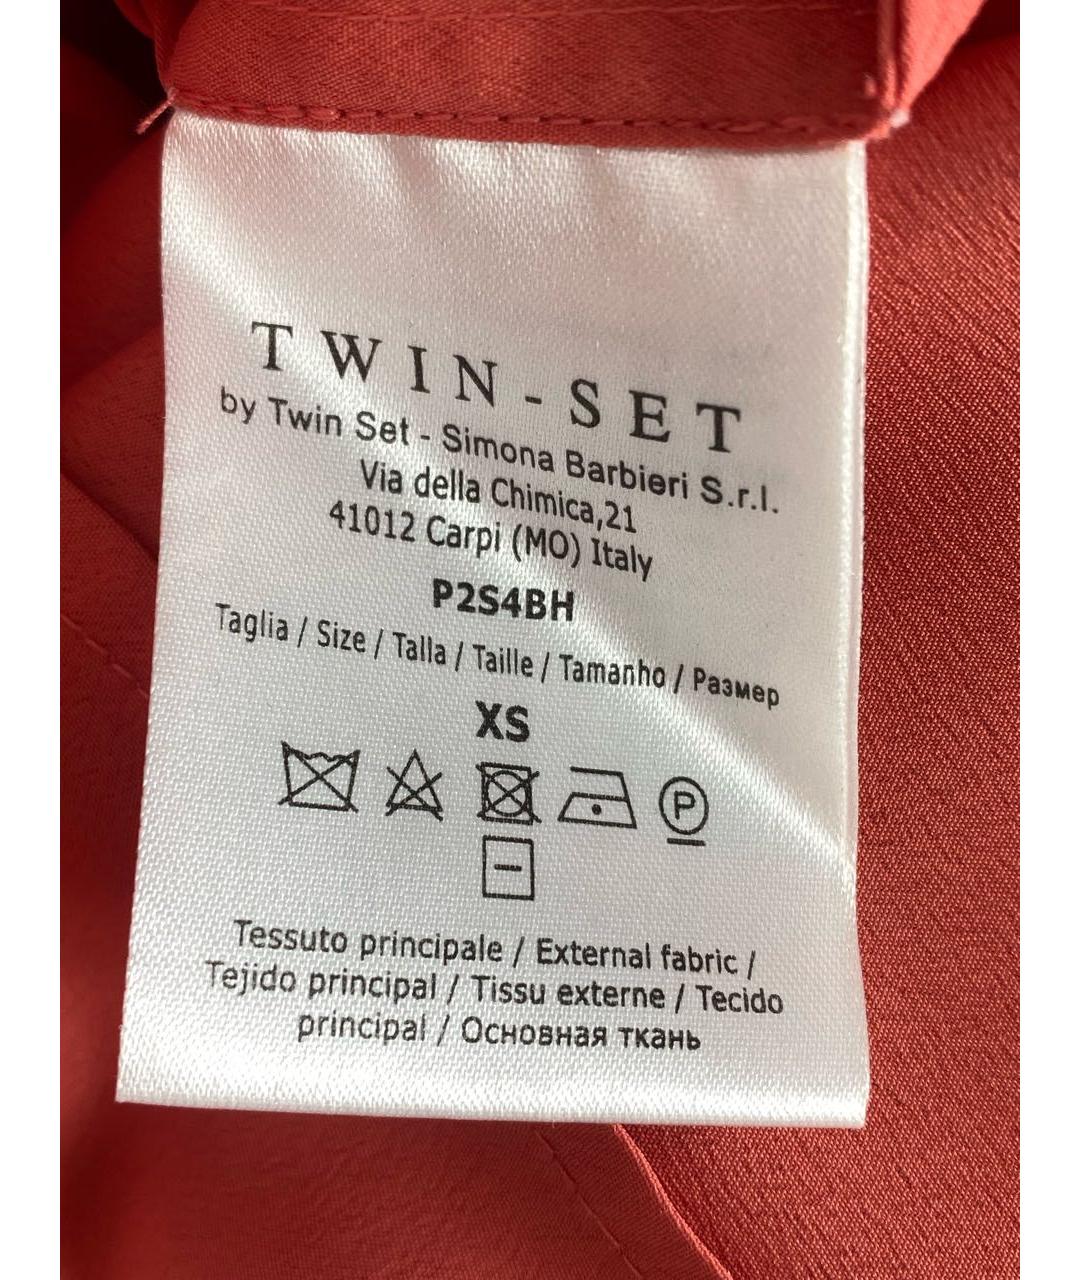 TWIN-SET
by Twin Set - Simona Barbieri S.r.l.
Via della Chimica,21
41012 Carpi (MO) Italy
P2S4BH
Taglia / Size / Talla / Taille / Tamanho / Размер
XS
P
Tessuto principale / External fabric /
Tejido principal / Tissu externe / Tecido
principal / Основная ткань